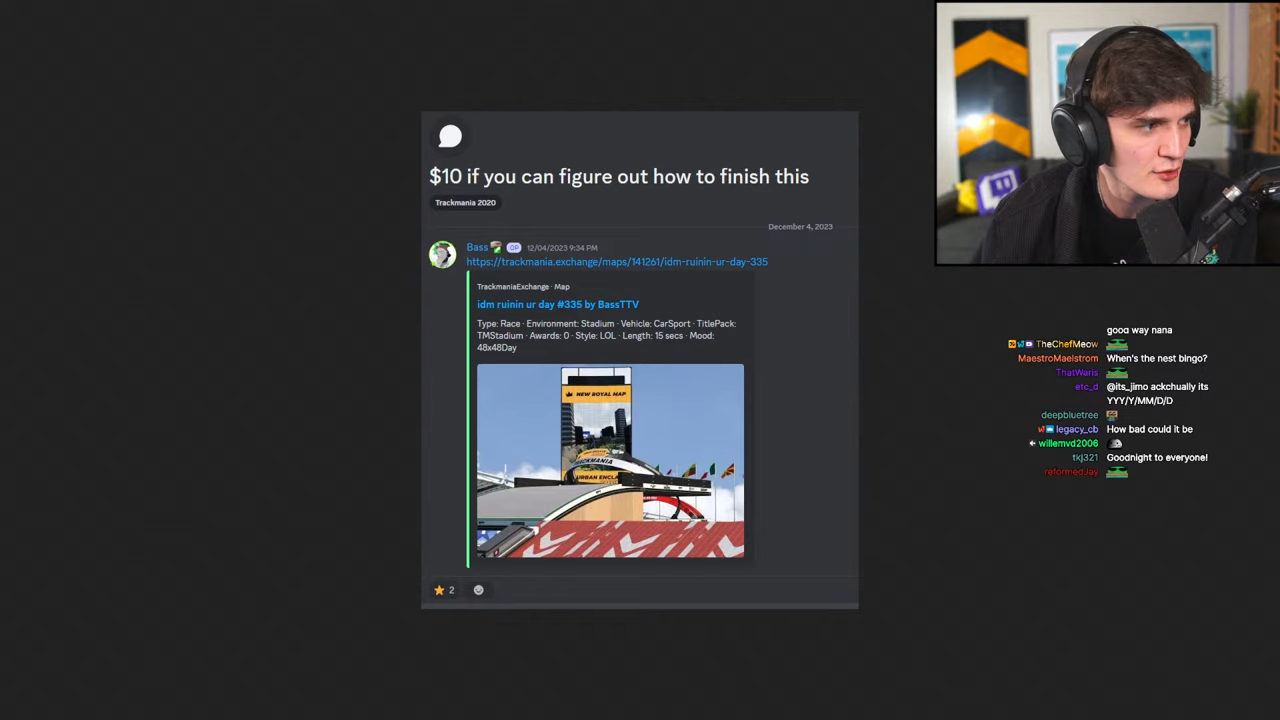 $10 if you can figure out how to finish this
Trackmania 2020
December 4, 2023
Bass OP 12/04/2023 9:34 PM
https://trackmania.exchange/maps/141261/idm-ruinin-ur-day-335
TrackmaniaExchange · Map
idm ruinin ur day #335 by BassTTV
Type: Race · Environment: Stadium · Vehicle: CarSport · TitlePack:
TMStadium · Awards: 0 · Style: LOL · Length: 15 secs · Mood:
48x48Day
NEW ROYAL MAP
TRACKMANIA
2
good way nana
TheChefMeow
MaestroMaelstrom When's the nest bingo?
ThatWaris
etc_d @its_jimo ackchually its
YYY/Y/MM/D/D
deepbluetree
legacy_cb How bad could it be
willemvd2006
tkj321 Goodnight to everyone!
reformedJay